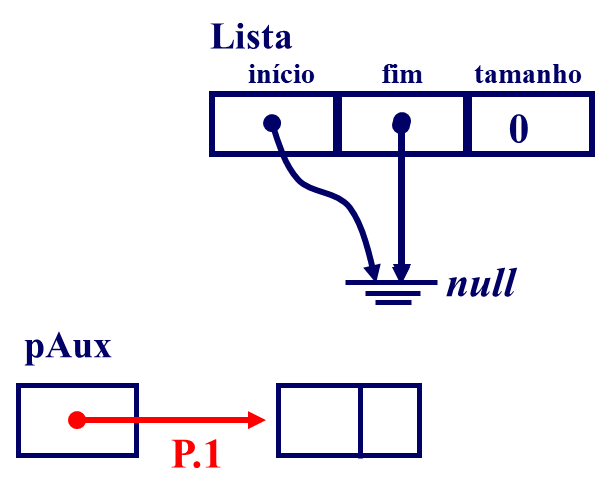 Lista
início fim tamanho
0
null
pAux
P.1